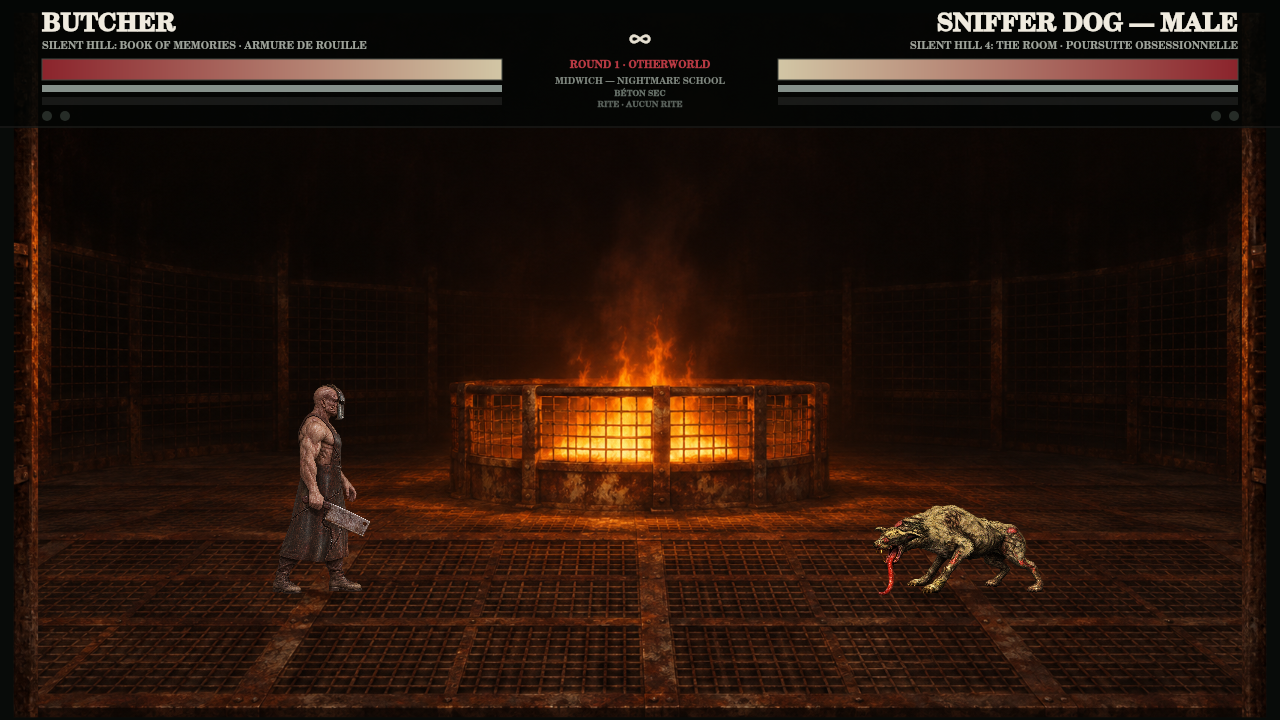 BUTCHER
SILENT HILL: BOOK OF MEMORIES · ARMURE DE ROUILLE
∞
ROUND 1 · OTHERWORLD
MIDWICH — NIGHTMARE SCHOOL
BÉTON SEC
RITE · AUCUN RITE
SNIFFER DOG — MALE
SILENT HILL 4: THE ROOM · POURSUITE OBSESSIONNELLE